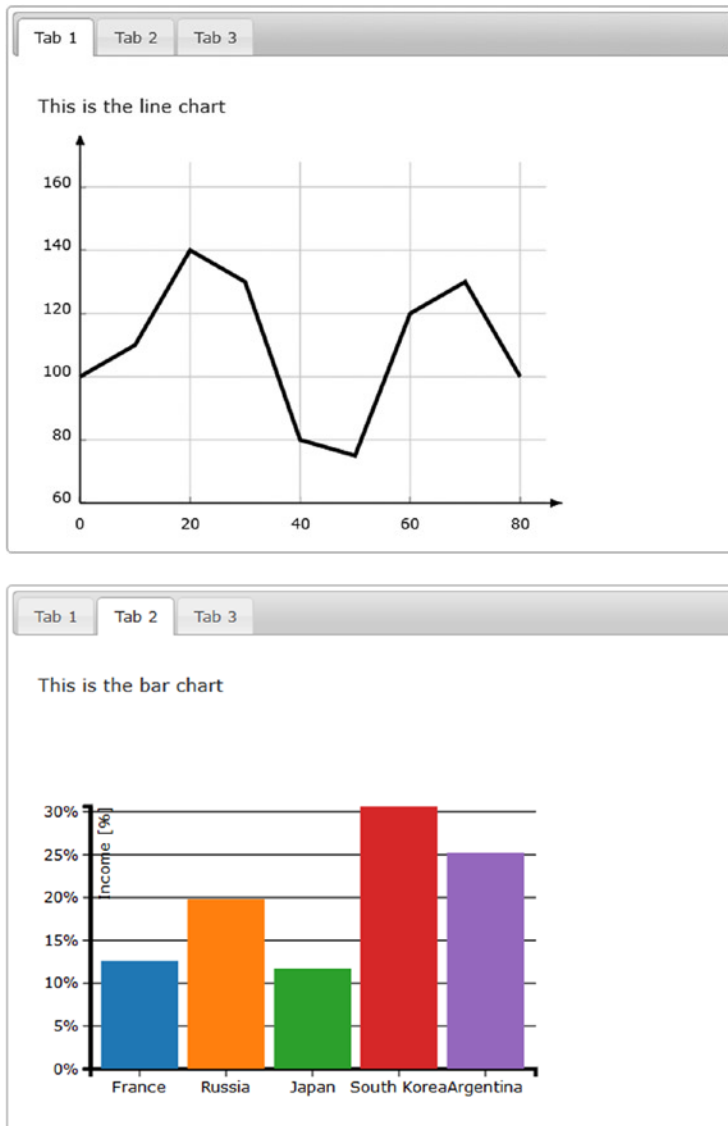 Tab 1 Tab 2 Tab 3
This is the line chart
160
140
120
100
80
60
0 20 40 60 80
Tab 1 Tab 2 Tab 3
This is the bar chart
Income [%]
30%
25%
20%
15%
10%
5%
0%
France Russia Japan South Korea Argentina